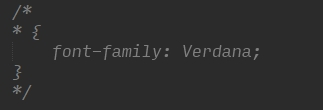 /*
* {
    font-family: Verdana;
}
*/